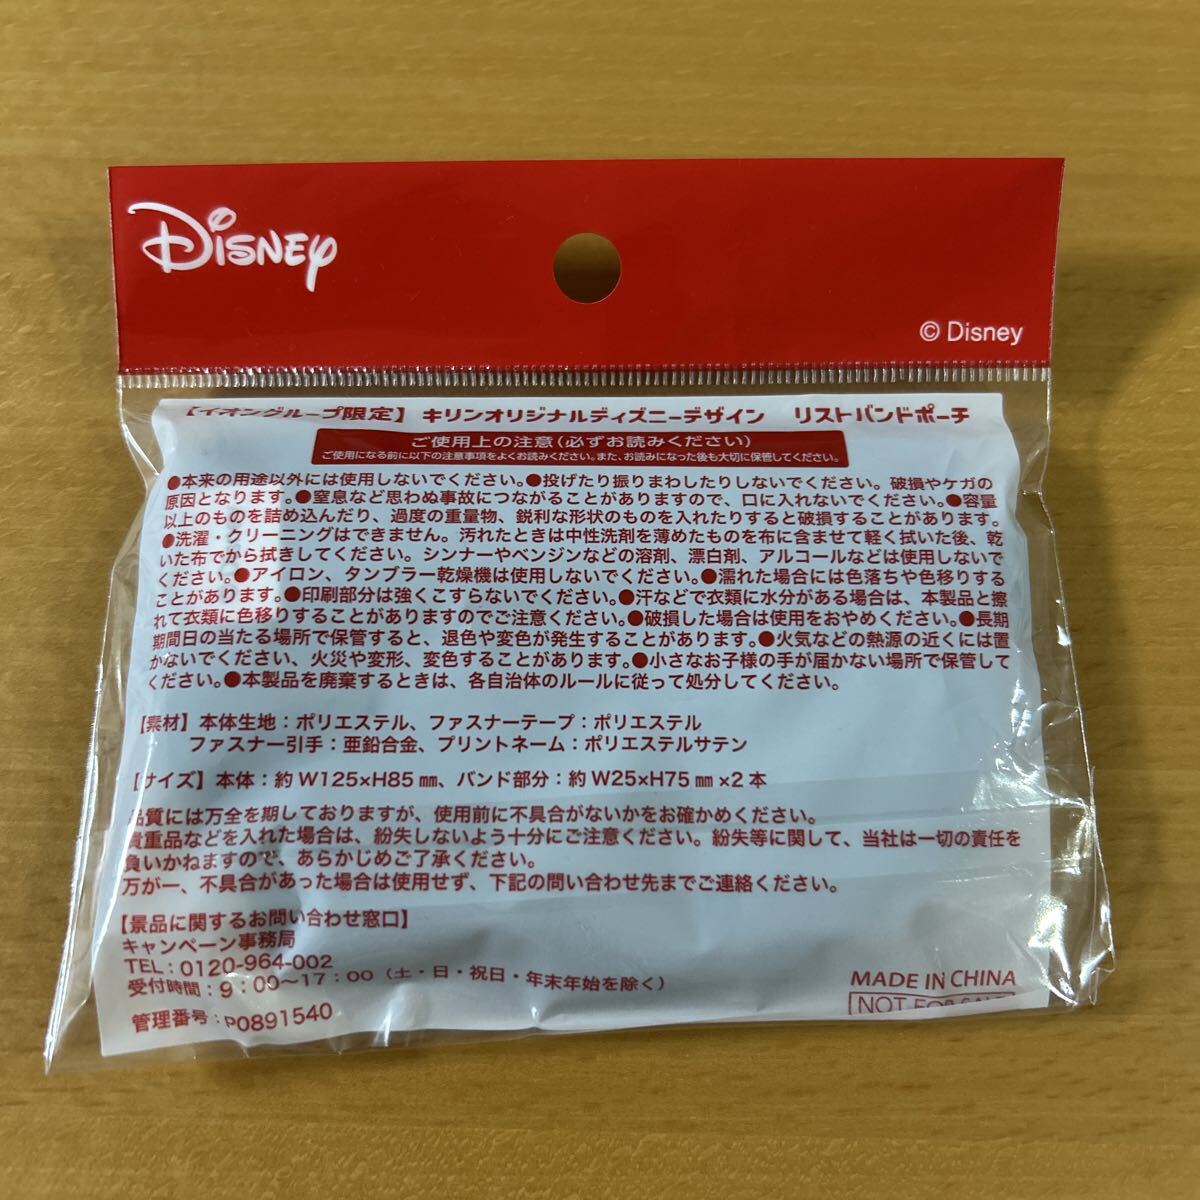 Disney
© Disney
【イオングループ限定】 キリンオリジナルディズニーデザイン リストバンドポーチ
ご使用上の注意(必ずお読みください)
ご使用になる前に以下の注意事項をよくお読みください。また、お読みになった後も大切に保管してください。
●本来の用途以外には使用しないでください。●投げたり振りまわしたりしないでください。破損やケガの
原因となります。●窒息など思わぬ事故につながることがありますので、口に入れないでください。●容量
以上のものを詰め込んだり、過度の重量物、鋭利な形状のものを入れたりすると破損することがあります。
●洗濯・クリーニングはできません。汚れたときは中性洗剤を薄めたものを布に含ませて軽く拭いた後、乾
いた布でから拭きしてください。シンナーやベンジンなどの溶剤、漂白剤、アルコールなどは使用しないで
ください。●アイロン、タンブラー乾燥機は使用しないでください。●濡れた場合には色落ちや色移りする
ことがあります。●印刷部分は強くこすらないでください。●汗などで衣類に水分がある場合は、本製品と擦
れて衣類に色移りすることがありますのでご注意ください。●破損した場合は使用をおやめください。●長期
期間日の当たる場所で保管すると、退色や変色が発生することがあります。●火気などの熱源の近くには置
かないでください、火災や変形、変色することがあります。●小さなお子様の手が届かない場所で保管して
ください。●本製品を廃棄するときは、各自治体のルールに従って処分してください。
【素材】本体生地：ポリエステル、ファスナーテープ：ポリエステル
ファスナー引手：亜鉛合金、プリントネーム：ポリエステルサテン
【サイズ】本体：約 W125×H85 ㎜、バンド部分：約 W25×H75 ㎜ ×2 本
品質には万全を期しておりますが、使用前に不具合がないかをお確かめください。
貴重品などを入れた場合は、紛失しないよう十分にご注意ください。紛失等に関して、当社は一切の責任を
負いかねますので、あらかじめご了承ください。
万が一、不具合があった場合は使用せず、下記の問い合わせ先までご連絡ください。
【景品に関するお問い合わせ窓口】
キャンペーン事務局
TEL：0120-964-002
受付時間：9：00〜17：00（土・日・祝日・年末年始を除く）
管理番号：P0891540
MADE IN CHINA
NOT FOR SALE